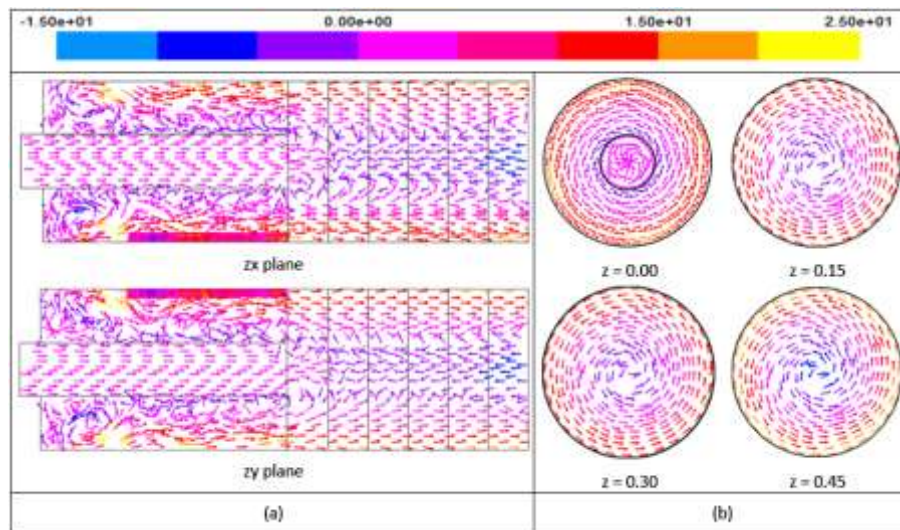 -1.50e+01 0.00e+00 1.50e+01 2.50e+01
zx plane
z = 0.00 z = 0.15
zy plane
z = 0.30 z = 0.45
(a) (b)